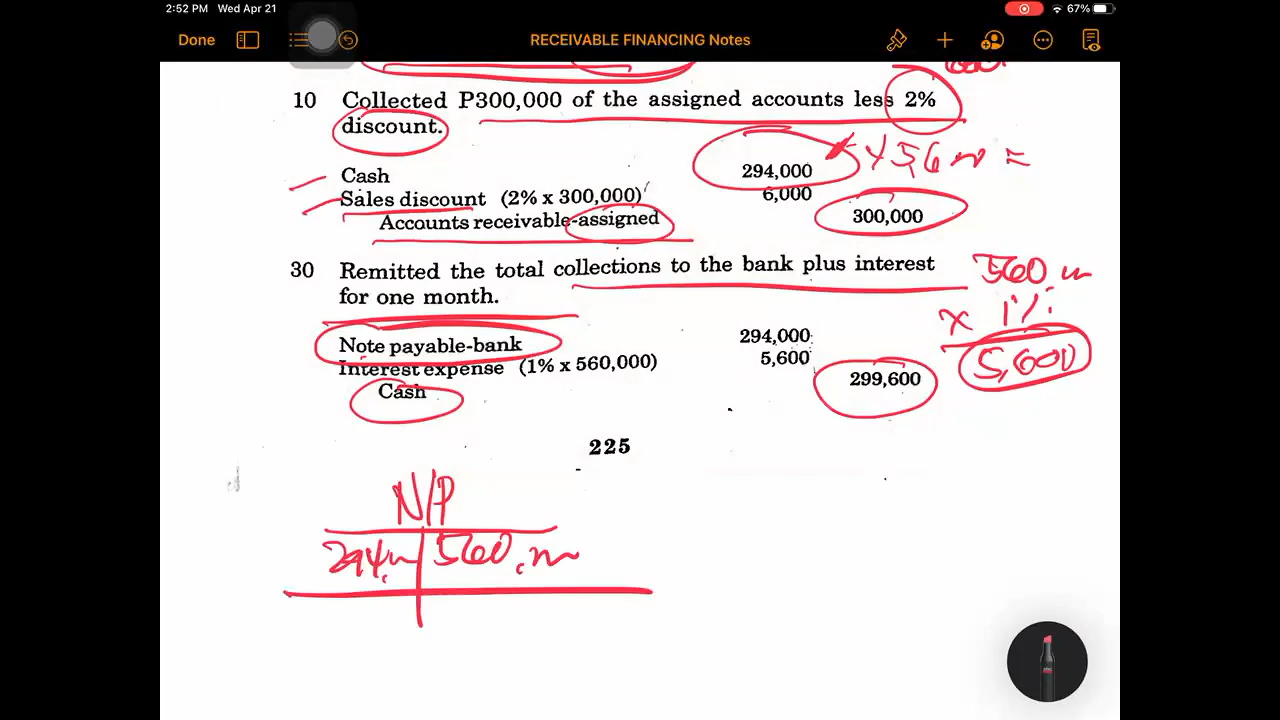 2:52 PM Wed Apr 21
67%
Done
RECEIVABLE FINANCING Notes
10 Collected P300,000 of the assigned accounts less 2%
discount.
Cash 294,000
Sales discount (2% x 300,000) 6,000
Accounts receivable-assigned 300,000
30 Remitted the total collections to the bank plus interest
for one month.
560 m
x 1%
5,600
Note payable-bank 294,000
Interest expense (1% x 560,000) 5,600
Cash 299,600
225
N/P
294m 560,m